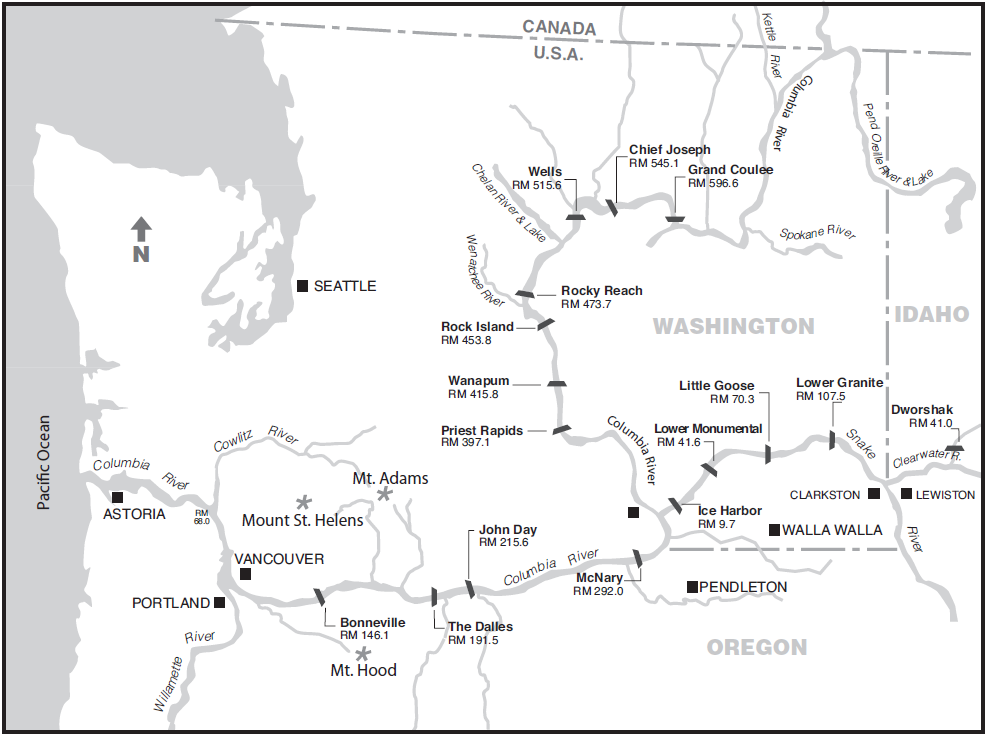 CANADA
U.S.A.
Kettle River
Columbia River
Pend Oreille River & Lake
Chief Joseph
RM 545.1
Grand Coulee
RM 596.6
Wells
RM 515.6
Chelan River & Lake
Spokane River
Wenatchee River
N
SEATTLE
Rocky Reach
RM 473.7
Rock Island
RM 453.8
WASHINGTON
IDAHO
Wanapum
RM 415.8
Little Goose
RM 70.3
Lower Granite
RM 107.5
Dworshak
RM 41.0
Priest Rapids
RM 397.1
Columbia River
Lower Monumental
RM 41.6
Snake
Clearwater R.
Pacific Ocean
Columbia River
Cowlitz River
Mt. Adams
ASTORIA
RM
68.0
Mount St. Helens
CLARKSTON
LEWISTON
Ice Harbor
RM 9.7
WALLA WALLA
River
John Day
RM 215.6
Columbia River
VANCOUVER
McNary
RM 292.0
PENDLETON
PORTLAND
Bonneville
RM 146.1
The Dalles
RM 191.5
Willamette River
Mt. Hood
OREGON